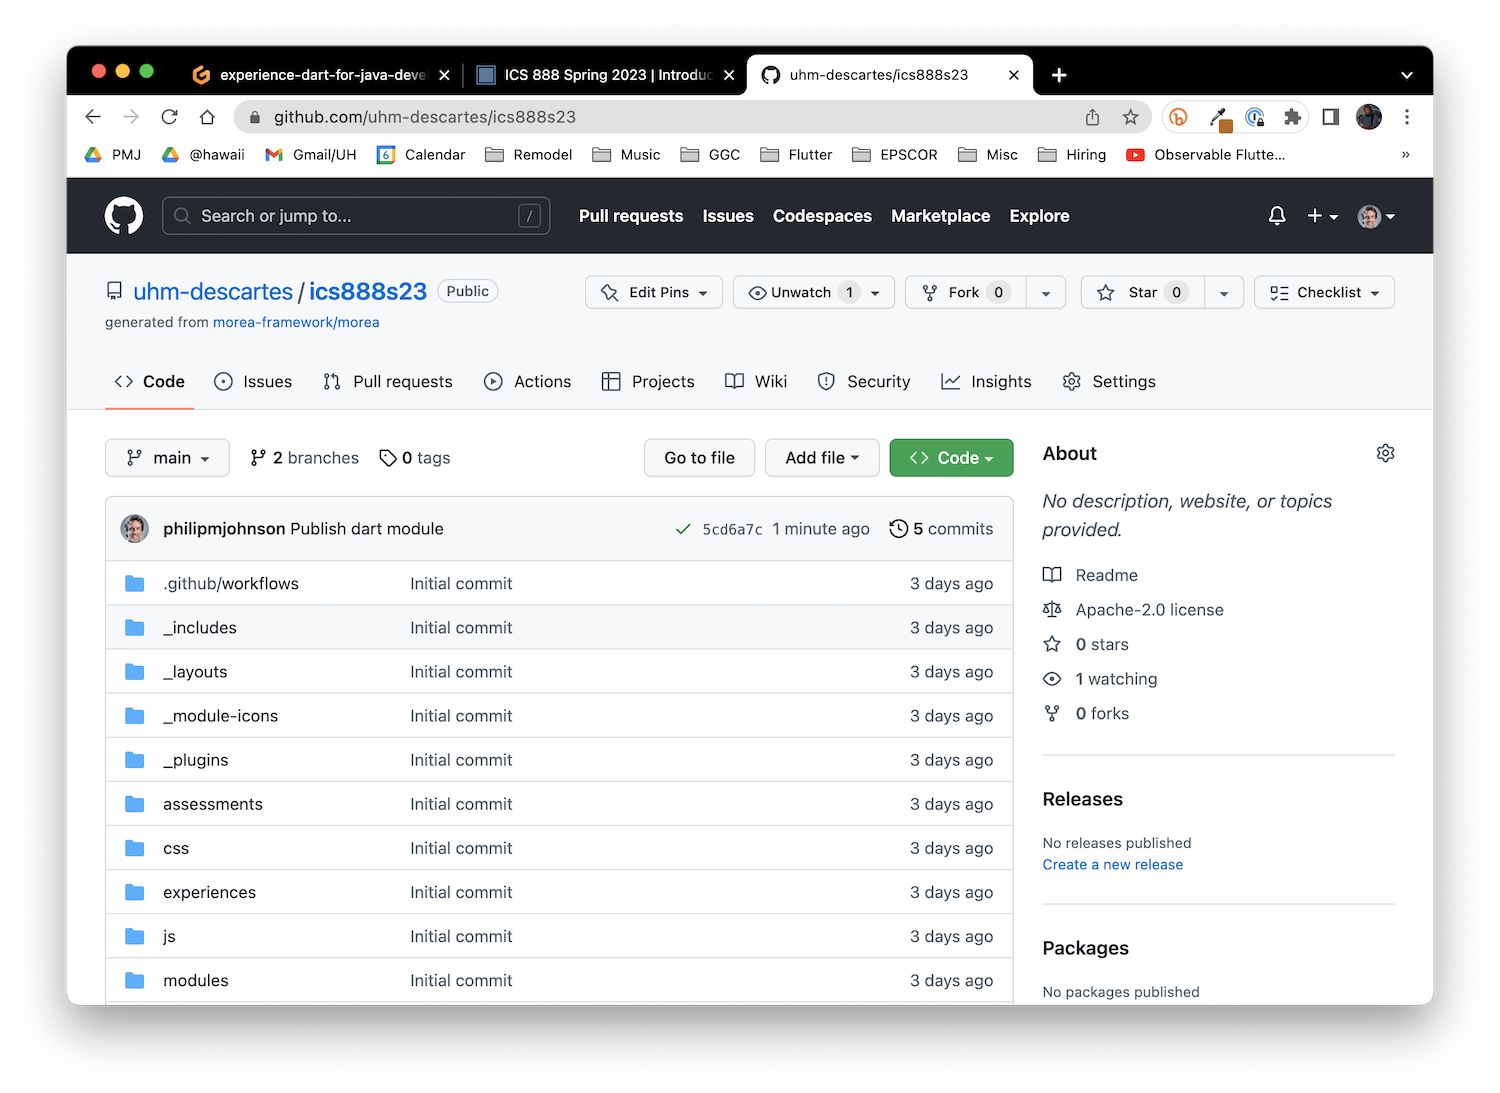 experience-dart-for-java-deve
ICS 888 Spring 2023 | Introduc
uhm-descartes/ics888s23
github.com/uhm-descartes/ics888s23
PMJ
@hawaii
Gmail/UH
6
Calendar
Remodel
Music
GGC
Flutter
EPSCOR
Misc
Hiring
Observable Flutte...
»
Search or jump to...
/
Pull requests
Issues
Codespaces
Marketplace
Explore
uhm-descartes / ics888s23
Public
Edit Pins
Unwatch 1
Fork 0
Star 0
Checklist
generated from morea-framework/morea
Code
Issues
Pull requests
Actions
Projects
Wiki
Security
Insights
Settings
main
2 branches
0 tags
Go to file
Add file
Code
philipmjohnson Publish dart module
5cd6a7c 1 minute ago
5 commits
.github/workflows Initial commit 3 days ago
_includes Initial commit 3 days ago
_layouts Initial commit 3 days ago
_module-icons Initial commit 3 days ago
_plugins Initial commit 3 days ago
assessments Initial commit 3 days ago
css Initial commit 3 days ago
experiences Initial commit 3 days ago
js Initial commit 3 days ago
modules Initial commit 3 days ago
About
No description, website, or topics
provided.
Readme
Apache-2.0 license
0 stars
1 watching
0 forks
Releases
No releases published
Create a new release
Packages
No packages published